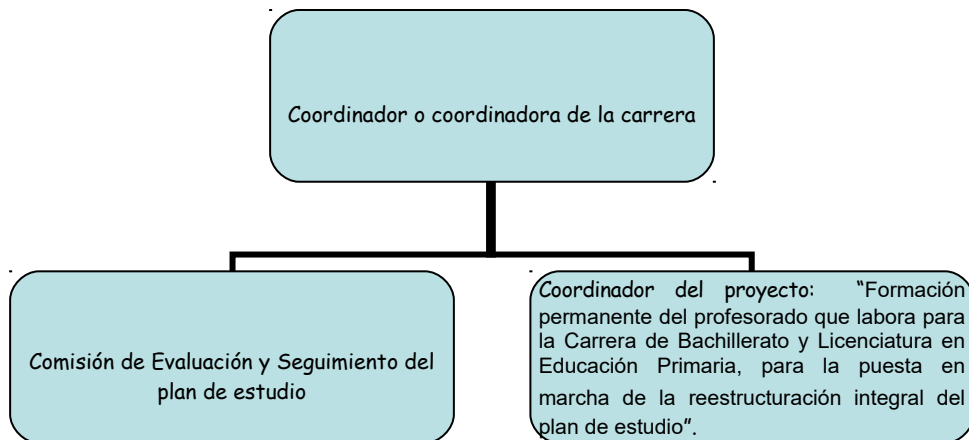 Coordinador o coordinadora de la carrera
Comisión de Evaluación y Seguimiento del
plan de estudio
Coordinador del proyecto: "Formación
permanente del profesorado que labora para
la Carrera de Bachillerato y Licenciatura en
Educación Primaria, para la puesta en
marcha de la reestructuración integral del
plan de estudio".